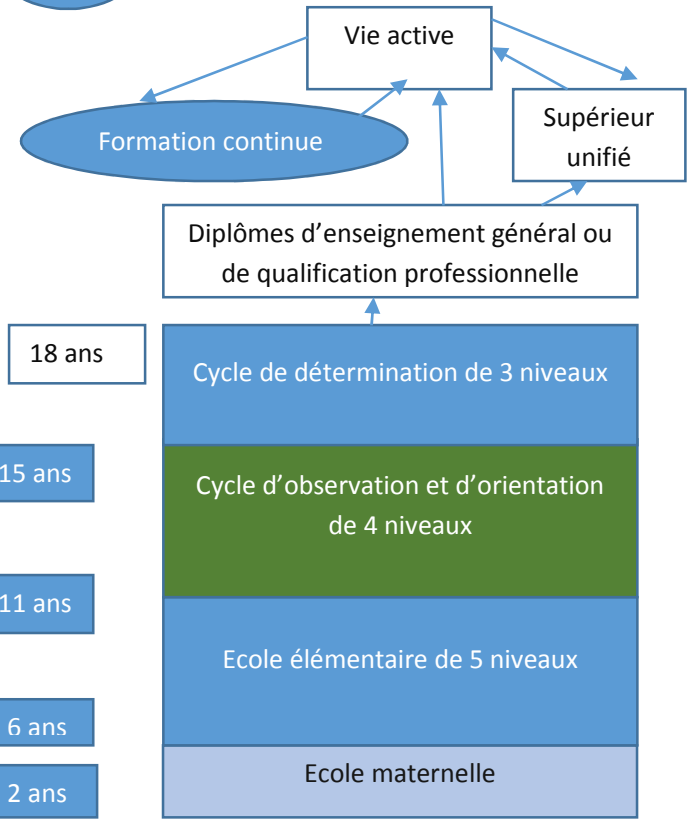 Vie active
Formation continue
Supérieur
unifié
Diplômes d'enseignement général ou
de qualification professionnelle
18 ans
Cycle de détermination de 3 niveaux
15 ans
Cycle d'observation et d'orientation
de 4 niveaux
11 ans
Ecole élémentaire de 5 niveaux
6 ans
Ecole maternelle
2 ans